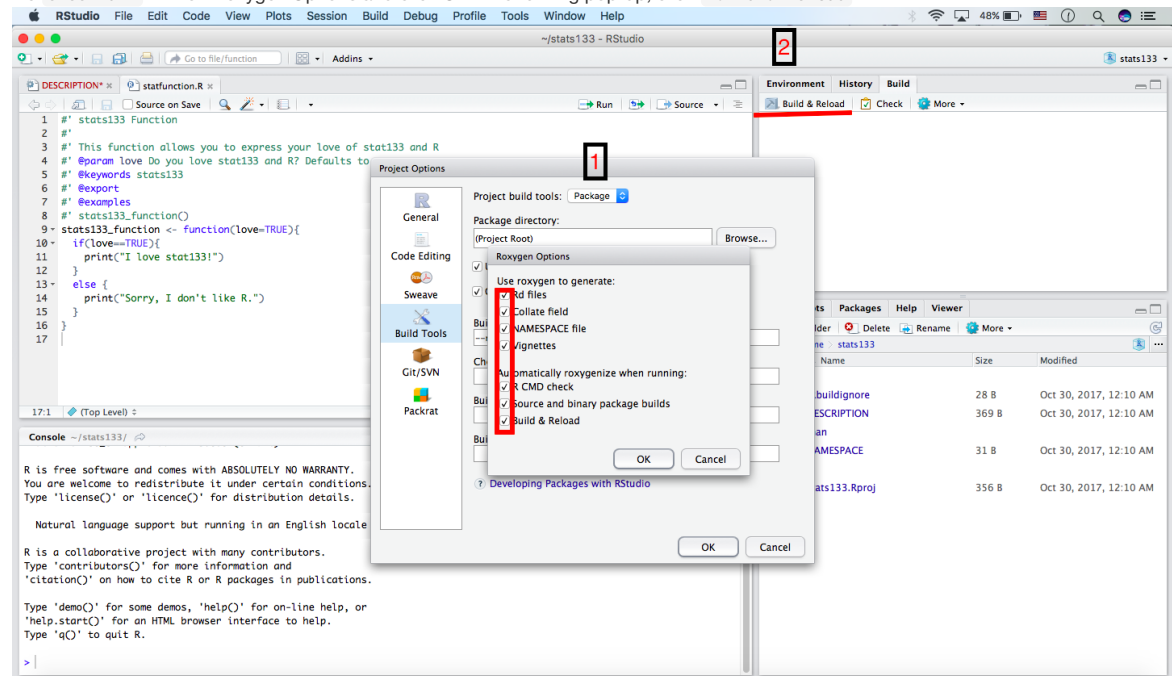 RStudio File Edit Code View Plots Session Build Debug Profile Tools Window Help 48%
~/stats133 - RStudio
2
Go to file/function Addins
stats133
DESCRIPTION* statfunction.R
Environment History Build
Source on Save Run Source
Build & Reload Check More
1 #' stats133 Function
2 #'
3 #' This function allows you to express your love of stat133 and R
4 #' @param love Do you love stat133 and R? Defaults to
5 #' @keywords stats133
6 #' @export
7 #' @examples
8 #' stats133_function()
9 stats133_function <- function(love=TRUE){
10 if(love==TRUE){
11 print("I love stat133!")
12 }
13 else {
14 print("Sorry, I don't like R.")
15 }
16 }
17
17:1 (Top Level)
1
Project Options
General
Code Editing
Sweave
Build Tools
Git/SVN
Packrat
Project build tools: Package
Package directory:
(Project Root) Browse...
Roxygen Options
Use roxygen to generate:
Rd files
Collate field
NAMESPACE file
Vignettes
Automatically roxygenize when running:
R CMD check
Source and binary package builds
Build & Reload
OK Cancel
Developing Packages with RStudio
OK Cancel
Packages Help Viewer
Delete Rename More
stats133
Name Size Modified
.buildignore 28 B Oct 30, 2017, 12:10 AM
ESCRIPTION 369 B Oct 30, 2017, 12:10 AM
an
AMESPACE 31 B Oct 30, 2017, 12:10 AM
ats133.Rproj 356 B Oct 30, 2017, 12:10 AM
Console ~/stats133/
R is free software and comes with ABSOLUTELY NO WARRANTY.
You are welcome to redistribute it under certain conditions.
Type 'license()' or 'licence()' for distribution details.
Natural language support but running in an English locale
R is a collaborative project with many contributors.
Type 'contributors()' for more information and
'citation()' on how to cite R or R packages in publications.
Type 'demo()' for some demos, 'help()' for on-line help, or
'help.start()' for an HTML browser interface to help.
Type 'q()' to quit R.
>